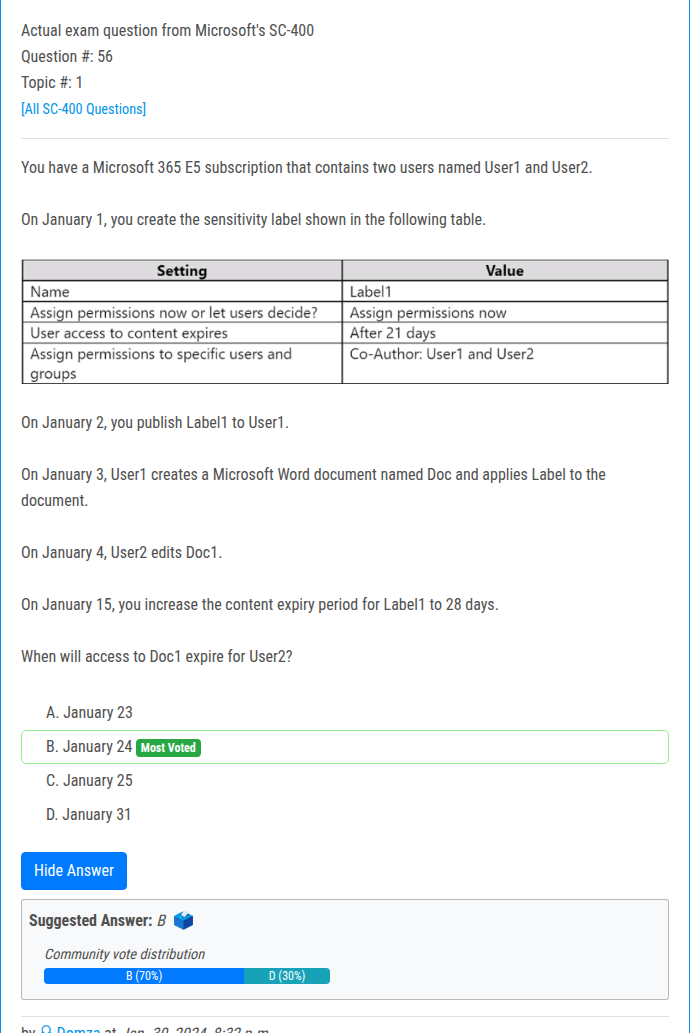 Actual exam question from Microsoft's SC-400
Question #: 56
Topic #: 1
[All SC-400 Questions]
You have a Microsoft 365 E5 subscription that contains two users named User1 and User2.
On January 1, you create the sensitivity label shown in the following table.
Setting Value
Name Label1
Assign permissions now or let users decide? Assign permissions now
User access to content expires After 21 days
Assign permissions to specific users and Co-Author: User1 and User2
groups
On January 2, you publish Label1 to User1.
On January 3, User1 creates a Microsoft Word document named Doc and applies Label to the
document.
On January 4, User2 edits Doc1.
On January 15, you increase the content expiry period for Label1 to 28 days.
When will access to Doc1 expire for User2?
A. January 23
B. January 24 Most Voted
C. January 25
D. January 31
Hide Answer
Suggested Answer: B
Community vote distribution
B (70%) D (30%)
by Domza at Jan. 30, 2024, 8:32 p.m.